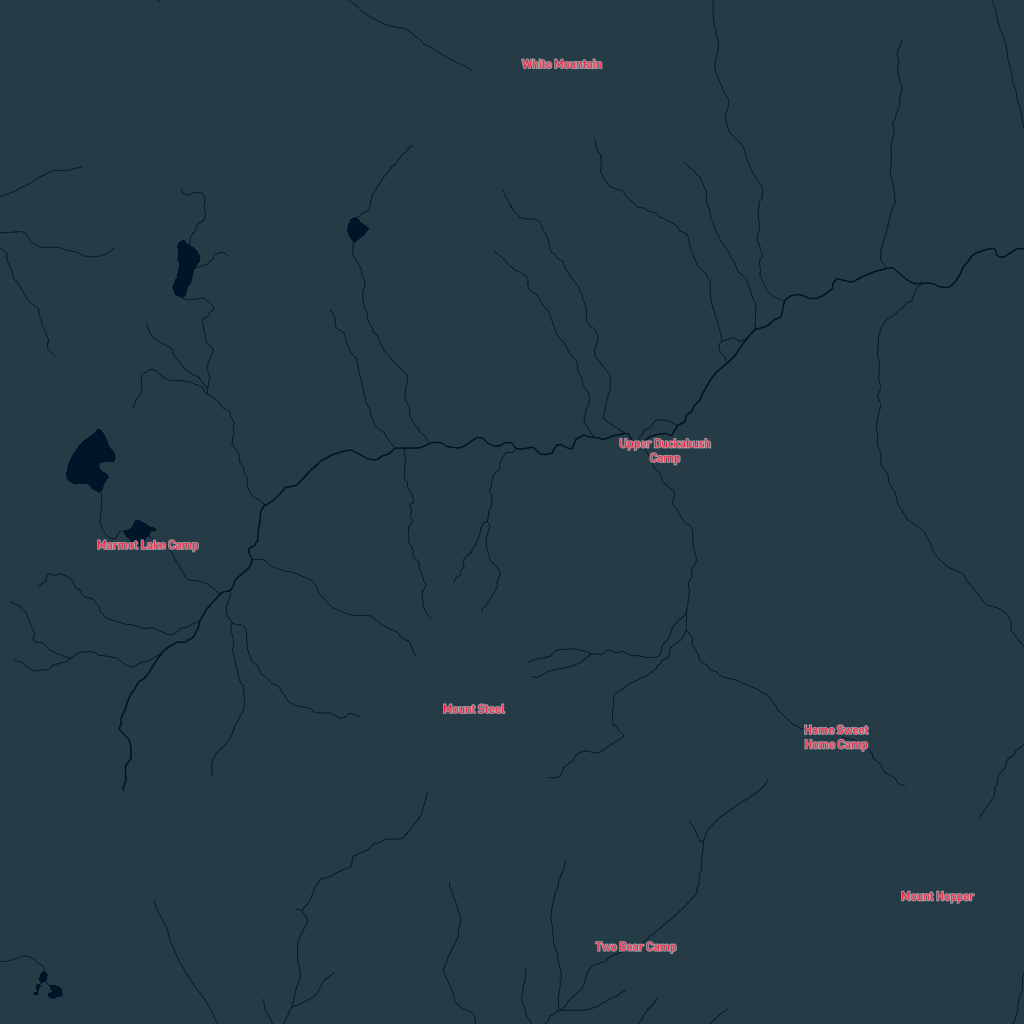 White Mountain
Upper Duckabush
Camp
Marmot Lake Camp
Mount Steel
Home Sweet
Home Camp
Mount Hopper
Two Bear Camp